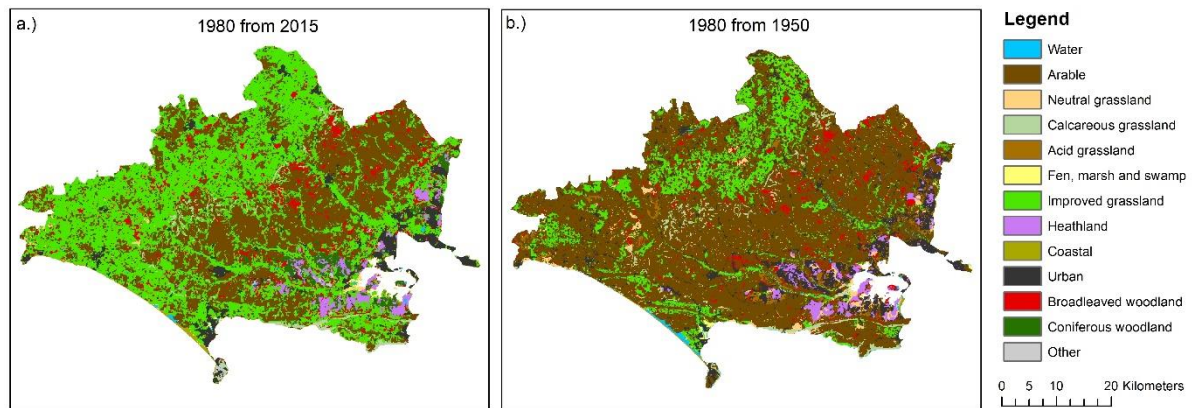 a.)
1980 from 2015
b.)
1980 from 1950
Legend
Water
Arable
Neutral grassland
Calcareous grassland
Acid grassland
Fen, marsh and swamp
Improved grassland
Heathland
Coastal
Urban
Broadleaved woodland
Coniferous woodland
Other
0 5 10 20 Kilometers